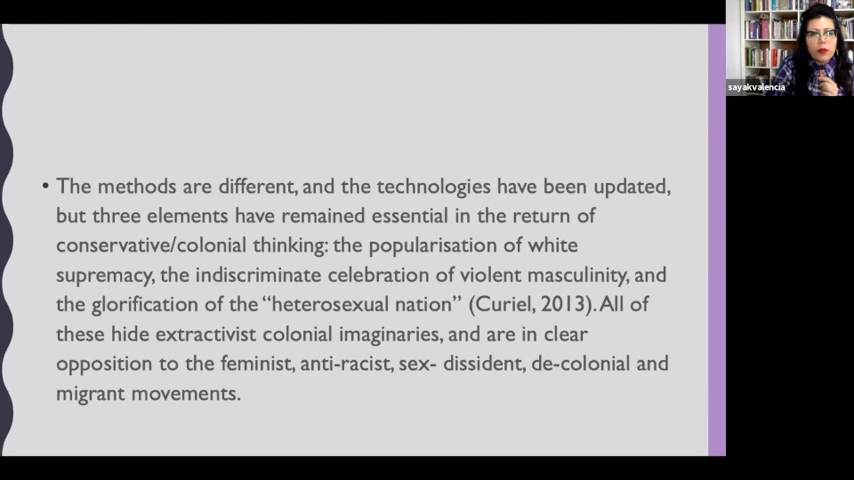 • The methods are different, and the technologies have been updated,
but three elements have remained essential in the return of
conservative/colonial thinking: the popularisation of white
supremacy, the indiscriminate celebration of violent masculinity, and
the glorification of the “heterosexual nation” (Curiel, 2013). All of
these hide extractivist colonial imaginaries, and are in clear
opposition to the feminist, anti-racist, sex- dissident, de-colonial and
migrant movements.
sayakvalencia